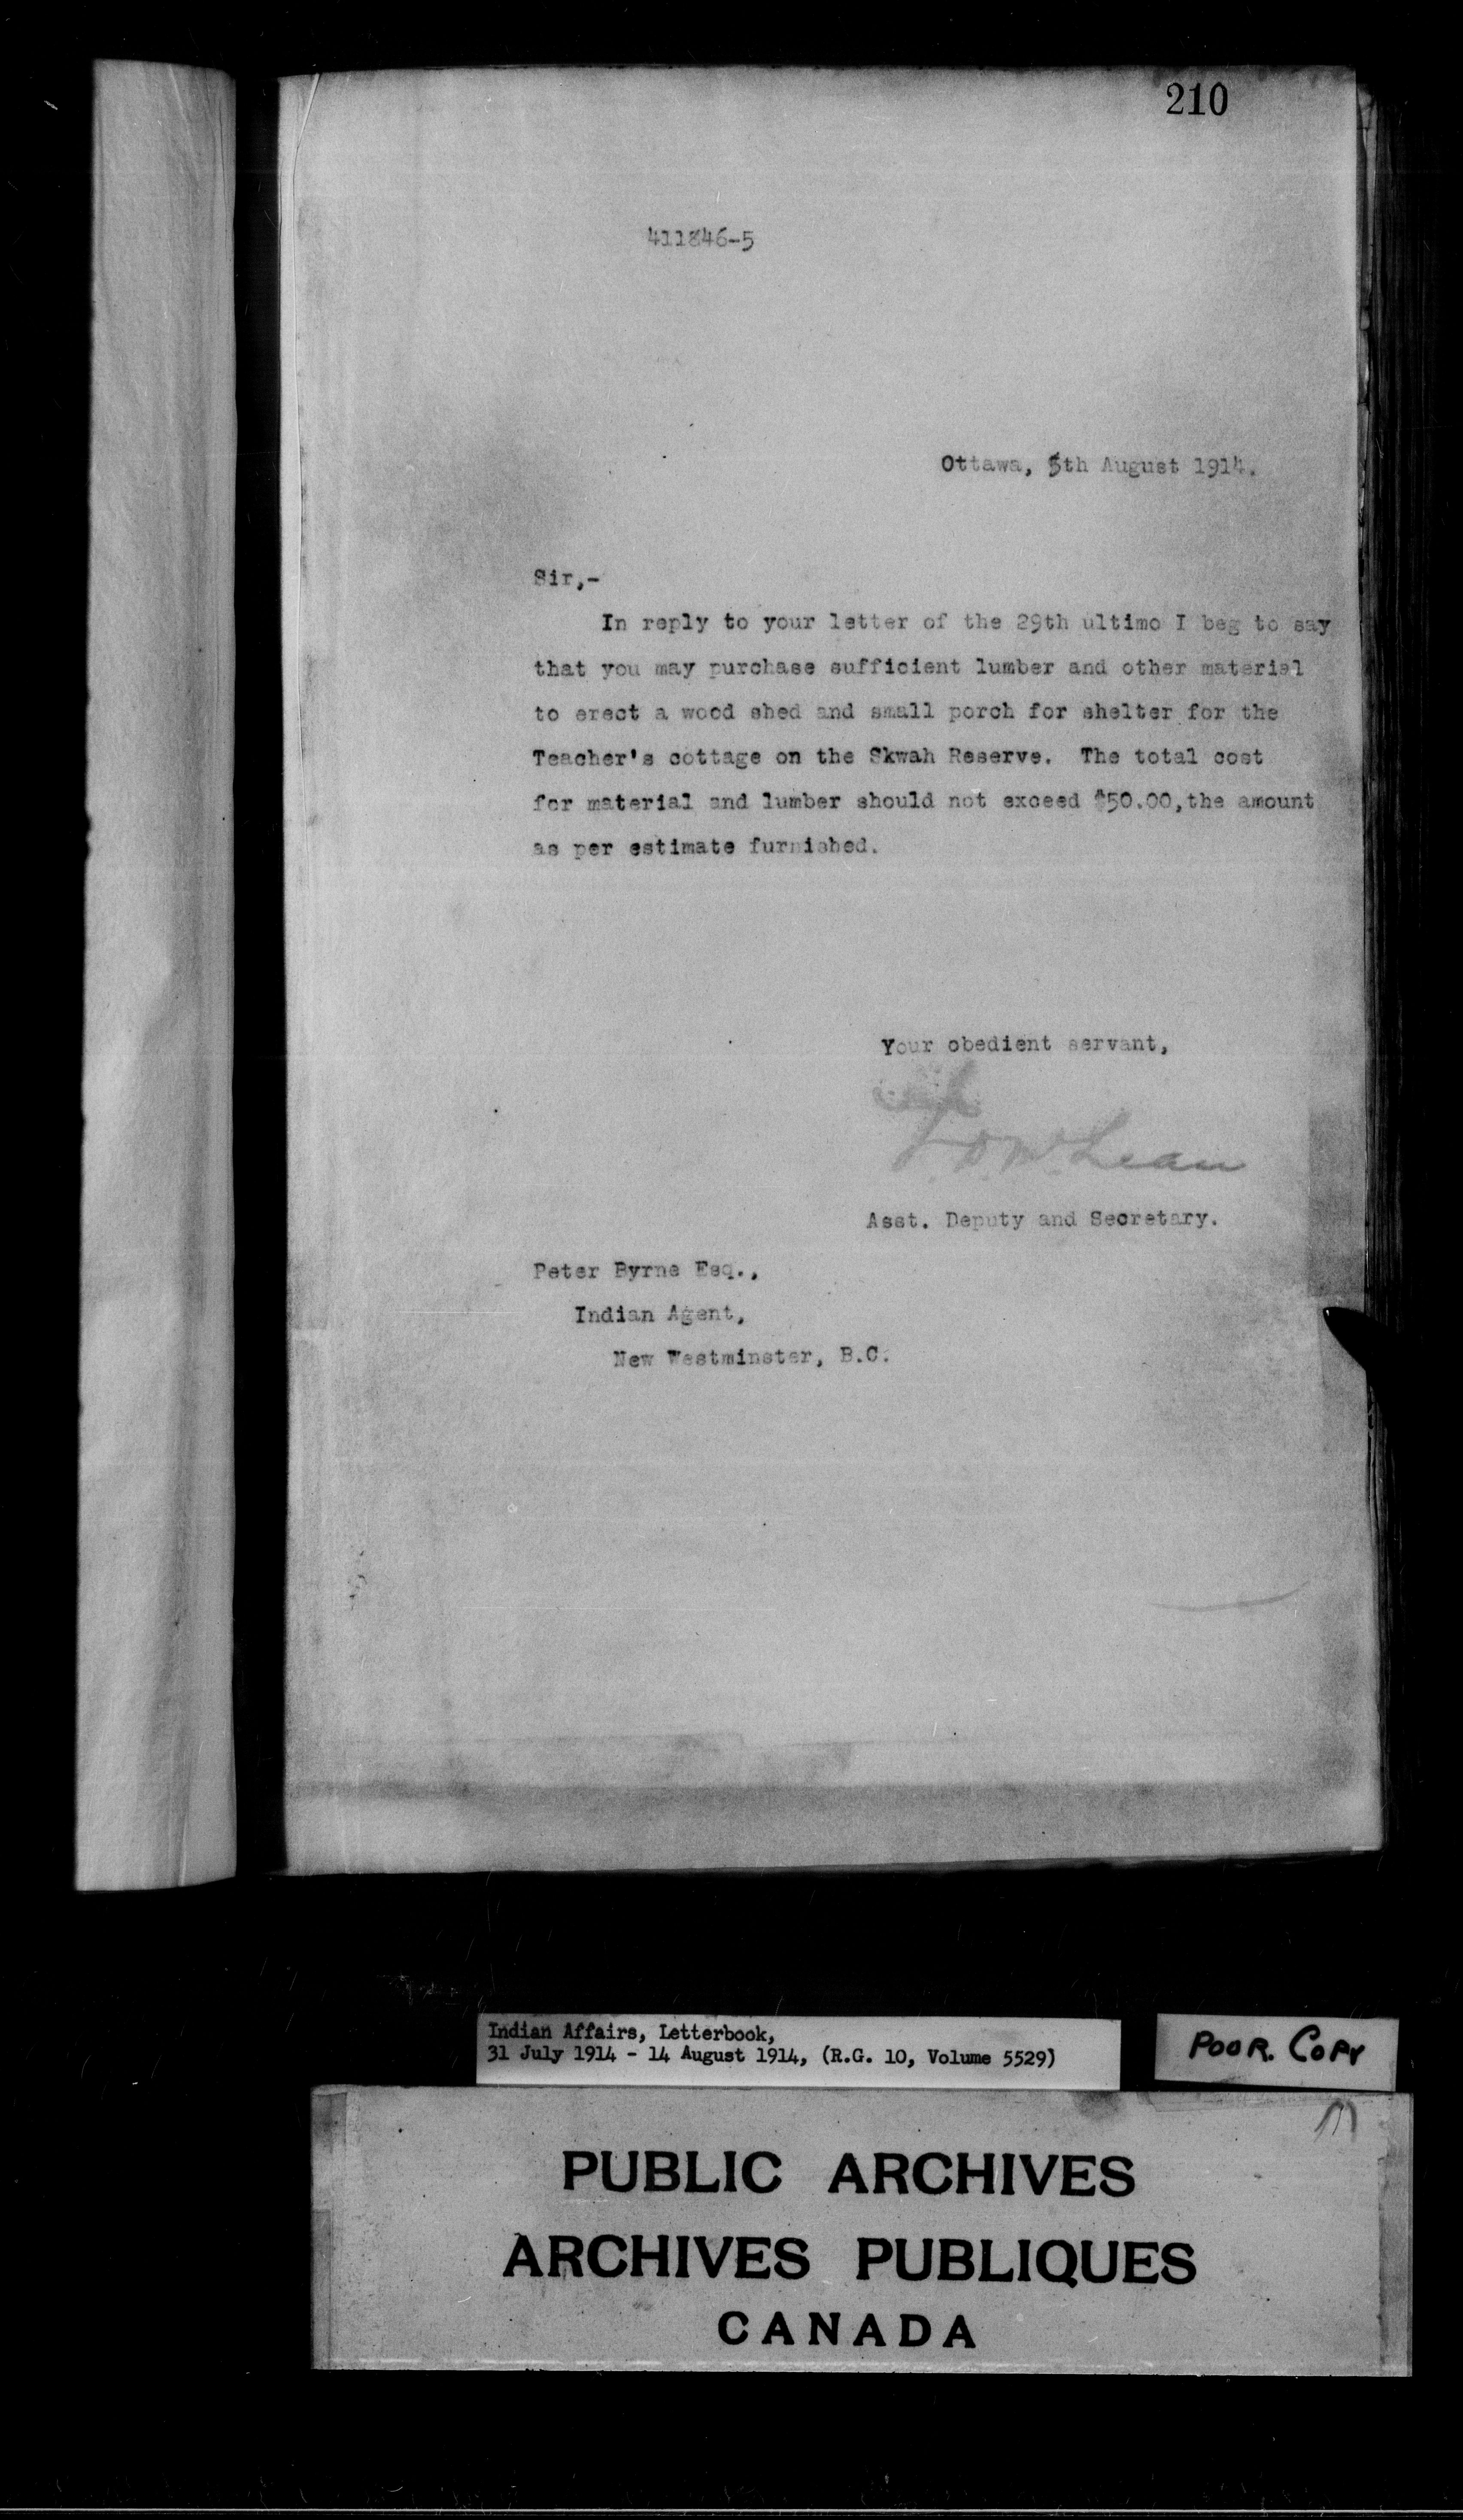 210
411846-5
Ottawa, 5th August 1914.
Sir,-
In reply to your letter of the 29th ultimo I beg to say
that you may purchase sufficient lumber and other material
to erect a wood shed and small porch for shelter for the
Teacher's cottage on the Skwah Reserve. The total cost
for material and lumber should not exceed $50.00,the amount
as per estimate furnished.
Your obedient servant,
J D McLean
Asst. Deputy and Secretary.
Peter Byrne Esq.,
Indian Agent,
New Westminster, B.C.
Indian Affairs, Letterbook,
31 July 1914 - 14 August 1914, (R.G. 10, Volume 5529)
POOR. COPY
PUBLIC ARCHIVES
ARCHIVES PUBLIQUES
CANADA